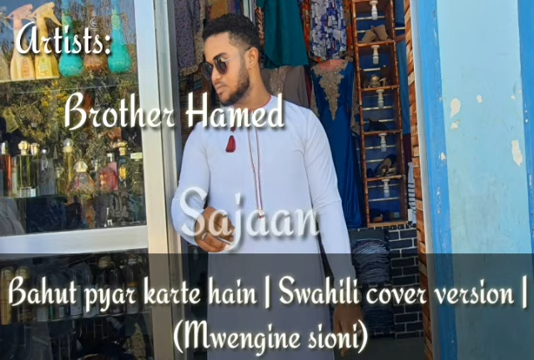 Artists:
Brother Hamed
Sajaan
Bahut pyar karte hain | Swahili cover version |
(Mwengine sioni)